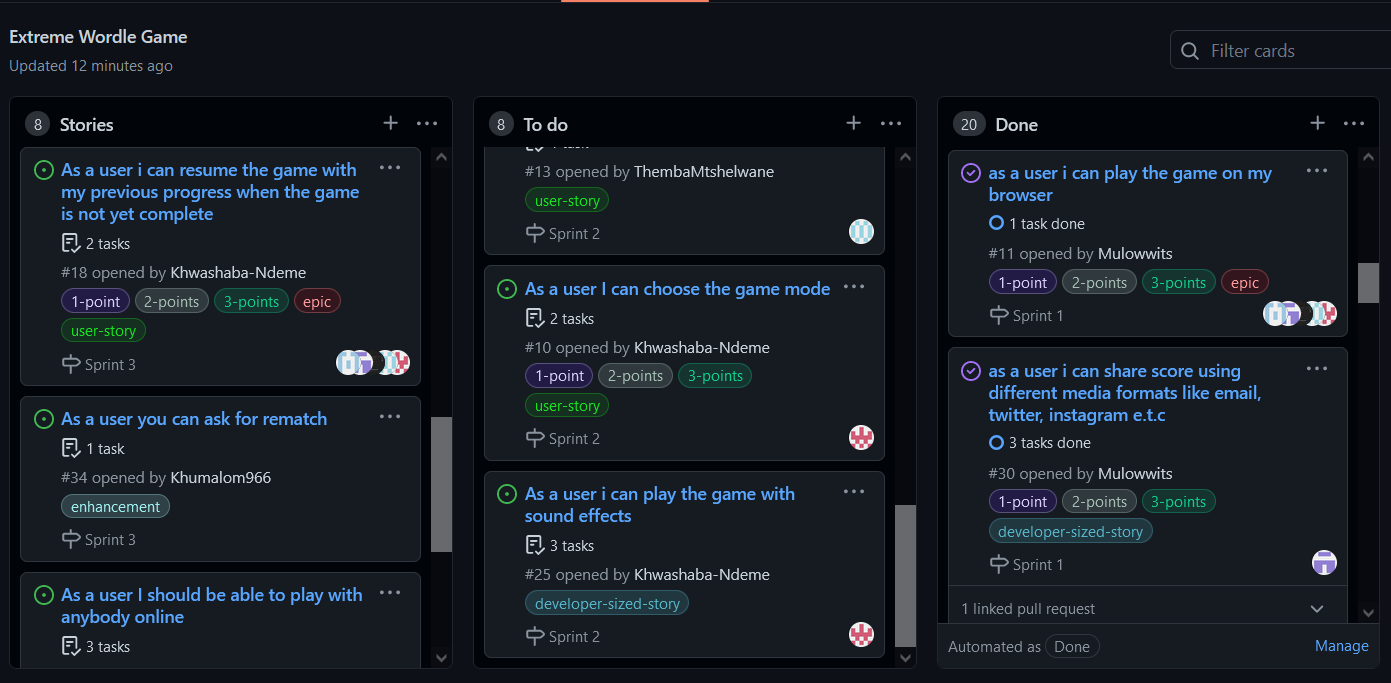 Extreme Wordle Game
Updated 12 minutes ago
Filter cards
8 Stories
As a user i can resume the game with
my previous progress when the game
is not yet complete
2 tasks
#18 opened by Khwashaba-Ndeme
1-point 2-points 3-points epic
user-story
Sprint 3
As a user you can ask for rematch
1 task
#34 opened by Khumalom966
enhancement
Sprint 3
As a user I should be able to play with
anybody online
3 tasks
8 To do
#13 opened by ThembaMtshelwane
user-story
Sprint 2
As a user I can choose the game mode
2 tasks
#10 opened by Khwashaba-Ndeme
1-point 2-points 3-points
user-story
Sprint 2
As a user i can play the game with
sound effects
3 tasks
#25 opened by Khwashaba-Ndeme
developer-sized-story
Sprint 2
20 Done
as a user i can play the game on my
browser
1 task done
#11 opened by Mulowwits
1-point 2-points 3-points epic
Sprint 1
as a user i can share score using
different media formats like email,
twitter, instagram e.t.c
3 tasks done
#30 opened by Mulowwits
1-point 2-points 3-points
developer-sized-story
Sprint 1
1 linked pull request
Automated as Done Manage